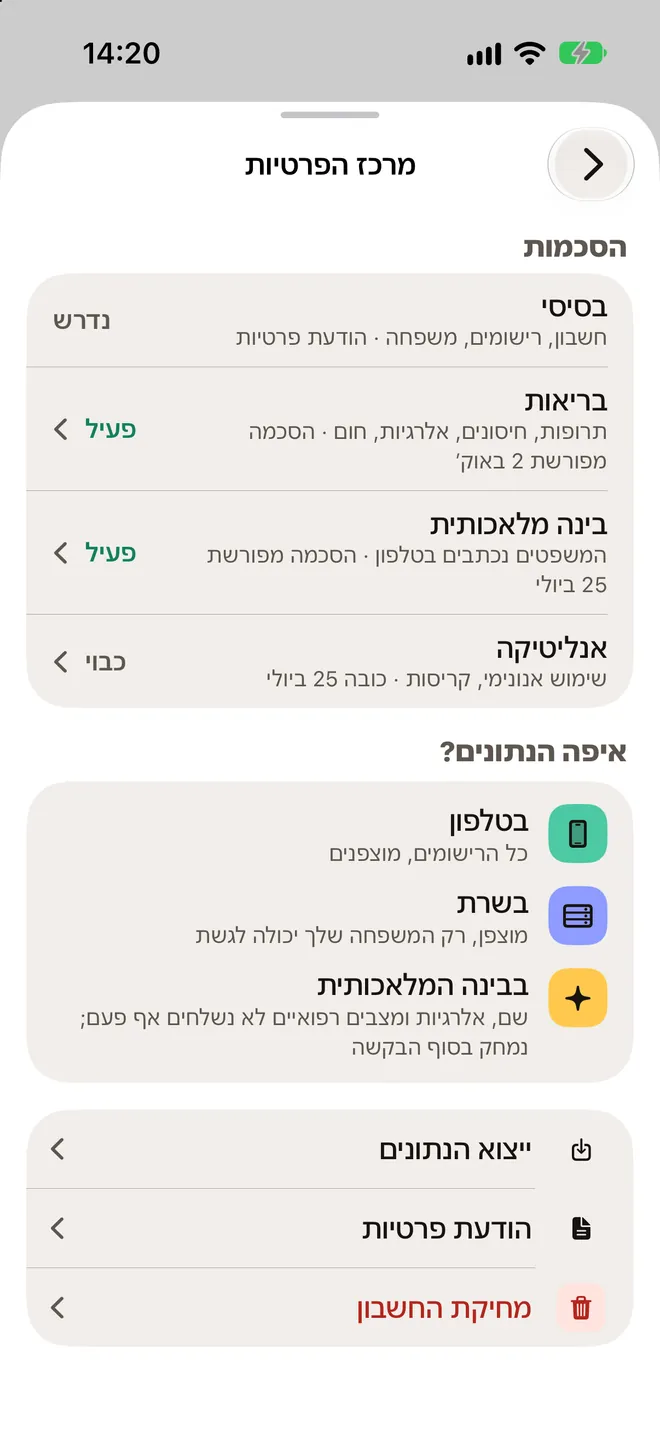 14:20
מרכז הפרטיות
הסכמות
בסיסי
חשבון, רישומים, משפחה · הודעת פרטיות
נדרש
בריאות
תרופות, חיסונים, אלרגיות, חום · הסכמה
מפורשת 2 באוק׳
פעיל
בינה מלאכותית
המשפטים נכתבים בטלפון · הסכמה מפורשת
25 ביולי
פעיל
אנליטיקה
שימוש אנונימי, קריסות · כובה 25 ביולי
כבוי
איפה הנתונים?
בטלפון
כל הרישומים, מוצפנים
בשרת
מוצפן, רק המשפחה שלך יכולה לגשת
בבינה המלאכותית
שם, אלרגיות ומצבים רפואיים לא נשלחים אף פעם;
נמחק בסוף הבקשה
ייצוא הנתונים
הודעת פרטיות
מחיקת החשבון